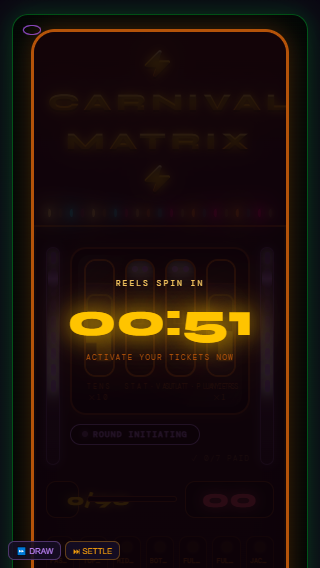 CARNIVAL
MATRIX
REELS SPIN IN
00:51
ACTIVATE YOUR TICKETS NOW
ROUND INITIATING
00
⏩ DRAW
⏭ SETTLE